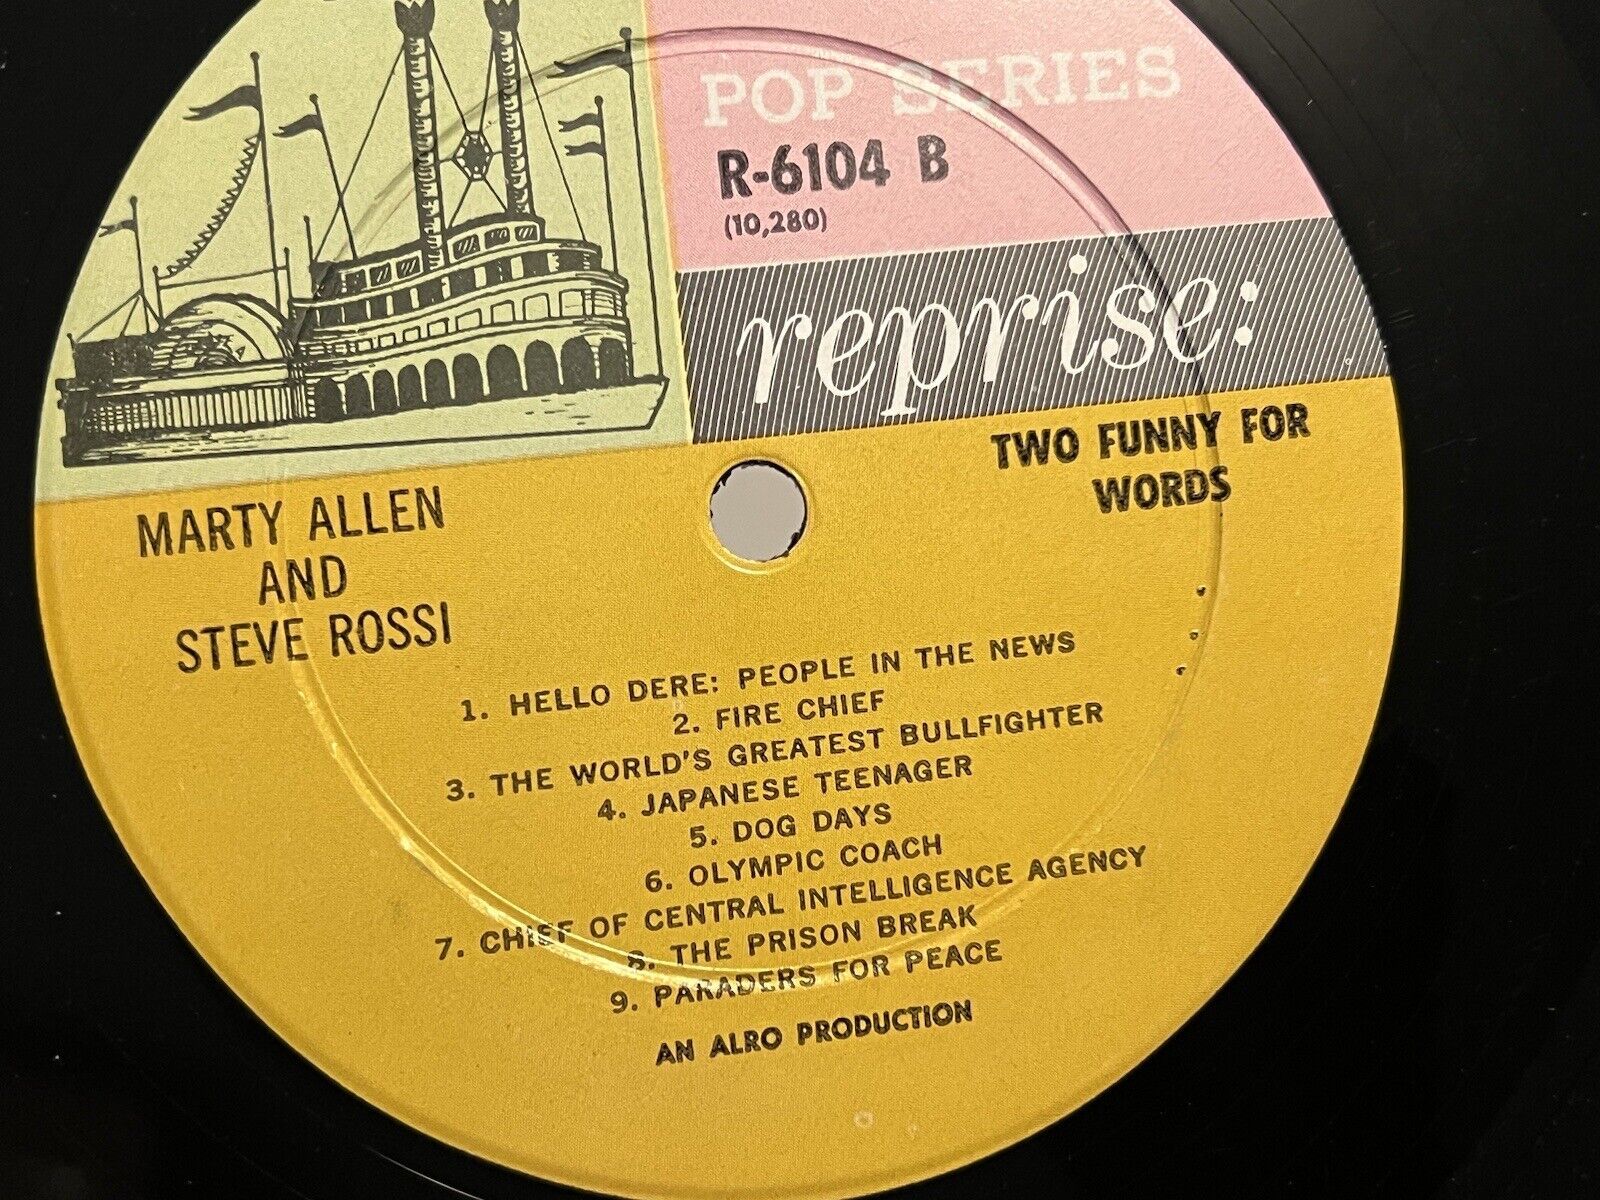 POP SERIES
R-6104 B
(10,280)
reprise:
TWO FUNNY FOR
WORDS
MARTY ALLEN
AND
STEVE ROSSI
1. HELLO DERE: PEOPLE IN THE NEWS
2. FIRE CHIEF
3. THE WORLD'S GREATEST BULLFIGHTER
4. JAPANESE TEENAGER
5. DOG DAYS
6. OLYMPIC COACH
7. CHIEF OF CENTRAL INTELLIGENCE AGENCY
8. THE PRISON BREAK
9. PARADERS FOR PEACE
AN ALRO PRODUCTION